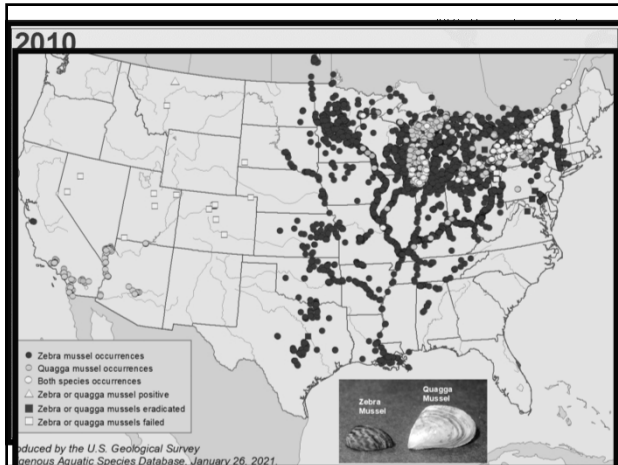 2010
Zebra mussel occurrences
Quagga mussel occurrences
Both species occurrences
Zebra or quagga mussel positive
Zebra or quagga mussels eradicated
Zebra or quagga mussels failed
Zebra
Mussel
Quagga
Mussel
oduced by the U.S. Geological Survey
genous Aquatic Species Database, January 26, 2021.